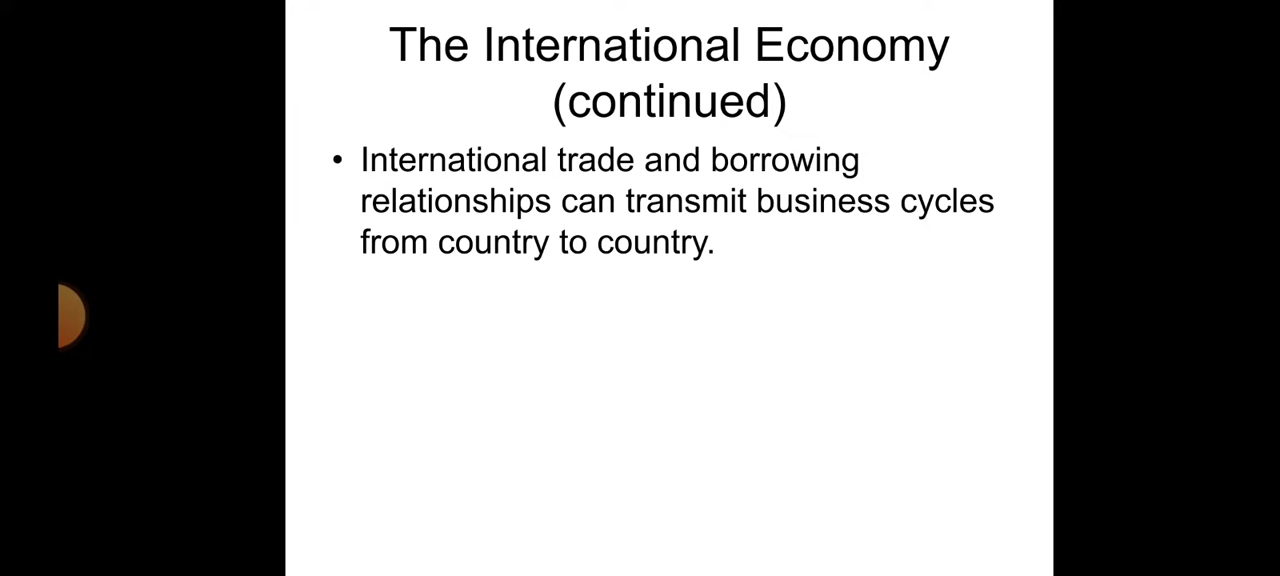 The International Economy
(continued)
• International trade and borrowing
relationships can transmit business cycles
from country to country.